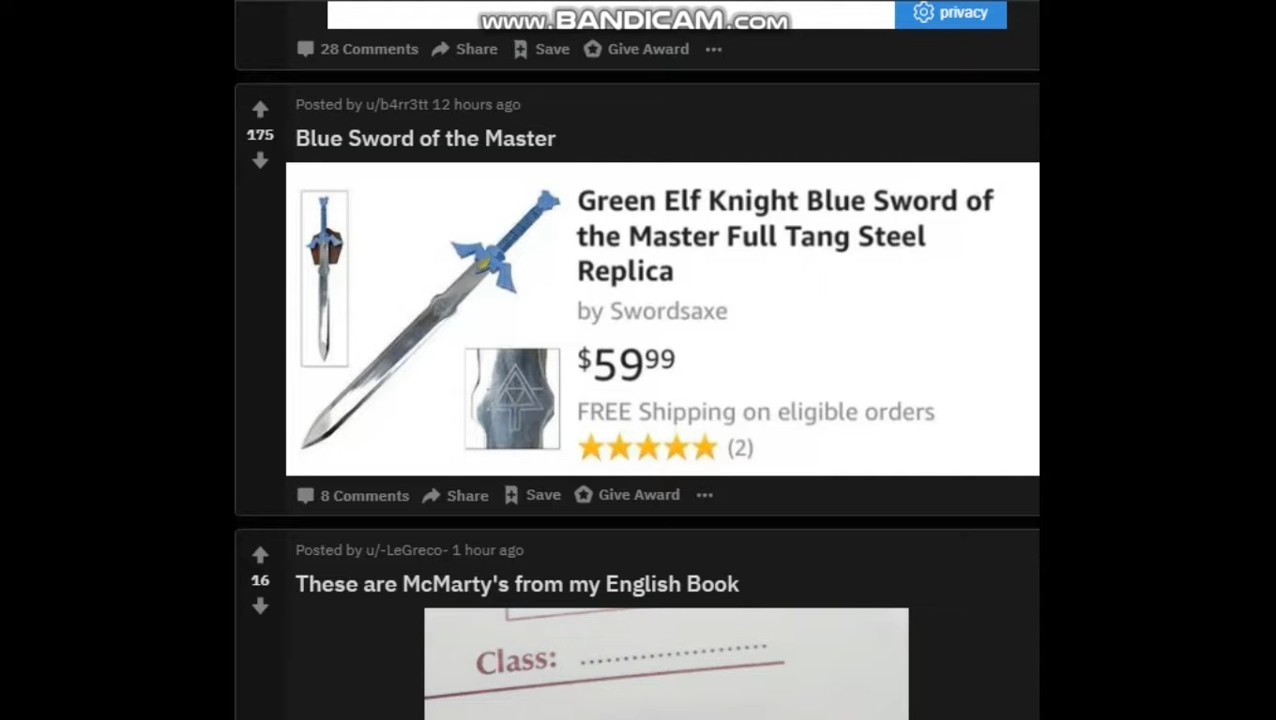 www.BANDICAM.com
privacy
28 Comments Share Save Give Award ...
Posted by u/b4rr3tt 12 hours ago
175
Blue Sword of the Master
Green Elf Knight Blue Sword of
the Master Full Tang Steel
Replica
by Swordsaxe
$59⁹⁹
FREE Shipping on eligible orders
(2)
8 Comments Share Save Give Award ...
Posted by u/-LeGreco- 1 hour ago
16
These are McMarty's from my English Book
Class: ........................